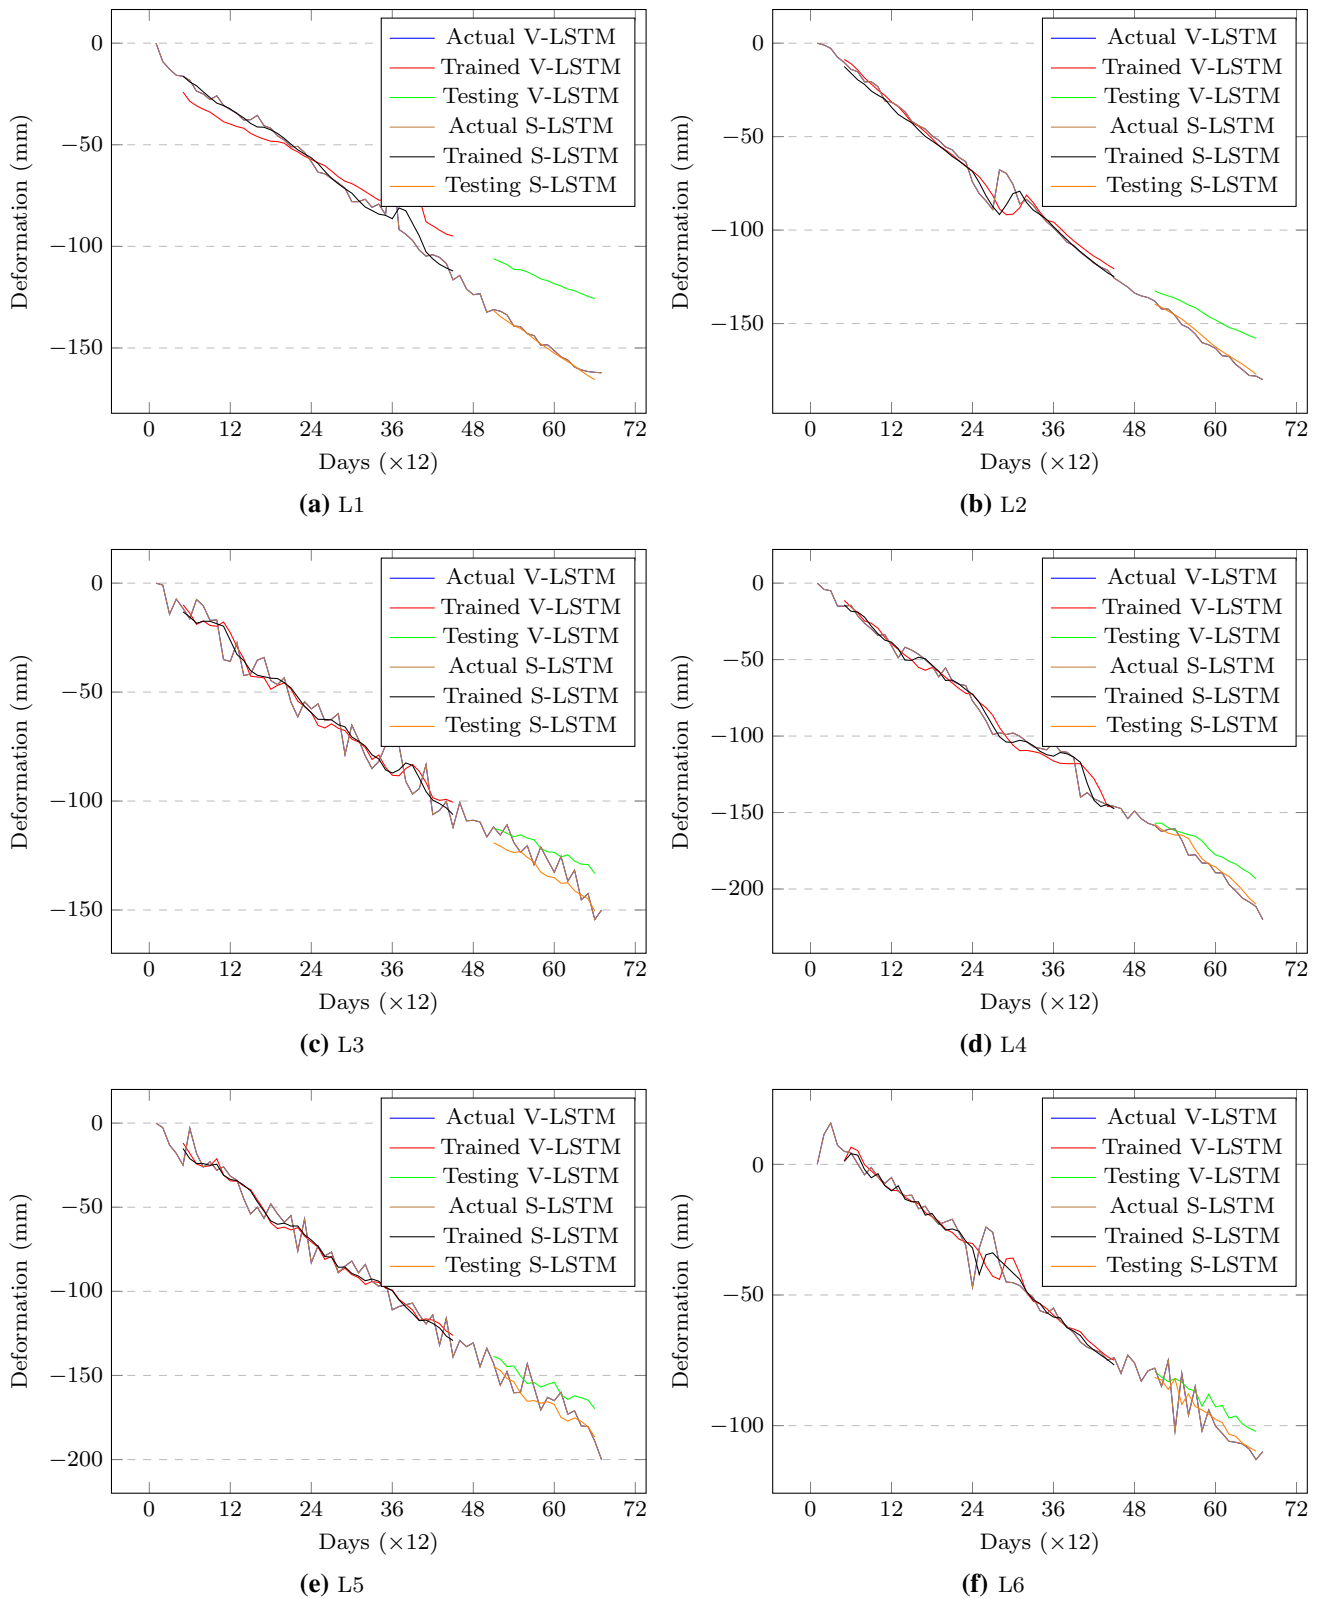 0
−50
−100
−150
Deformation (mm)
Actual V-LSTM
Trained V-LSTM
Testing V-LSTM
Actual S-LSTM
Trained S-LSTM
Testing S-LSTM
0 12 24 36 48 60 72
Days (×12)
(a) L1
0
−50
−100
−150
Deformation (mm)
Actual V-LSTM
Trained V-LSTM
Testing V-LSTM
Actual S-LSTM
Trained S-LSTM
Testing S-LSTM
0 12 24 36 48 60 72
Days (×12)
(b) L2
0
−50
−100
−150
Deformation (mm)
Actual V-LSTM
Trained V-LSTM
Testing V-LSTM
Actual S-LSTM
Trained S-LSTM
Testing S-LSTM
0 12 24 36 48 60 72
Days (×12)
(c) L3
0
−50
−100
−150
−200
Deformation (mm)
Actual V-LSTM
Trained V-LSTM
Testing V-LSTM
Actual S-LSTM
Trained S-LSTM
Testing S-LSTM
0 12 24 36 48 60 72
Days (×12)
(d) L4
0
−50
−100
−150
−200
Deformation (mm)
Actual V-LSTM
Trained V-LSTM
Testing V-LSTM
Actual S-LSTM
Trained S-LSTM
Testing S-LSTM
0 12 24 36 48 60 72
Days (×12)
(e) L5
0
−50
−100
Deformation (mm)
Actual V-LSTM
Trained V-LSTM
Testing V-LSTM
Actual S-LSTM
Trained S-LSTM
Testing S-LSTM
0 12 24 36 48 60 72
Days (×12)
(f) L6